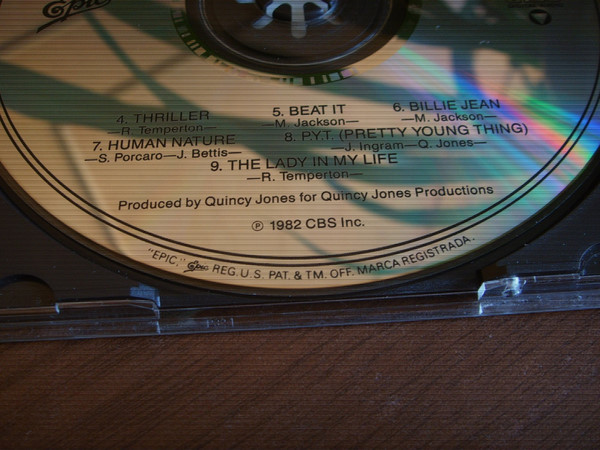 Epic
4. THRILLER 5. BEAT IT 6. BILLIE JEAN
—R. Temperton— —M. Jackson— —M. Jackson—
7. HUMAN NATURE 8. P.Y.T. (PRETTY YOUNG THING)
—S. Porcaro—J. Bettis— —J. Ingram—Q. Jones—
9. THE LADY IN MY LIFE
—R. Temperton—
Produced by Quincy Jones for Quincy Jones Productions
℗ 1982 CBS Inc.
"EPIC," Epic REG. U.S. PAT. & TM. OFF. MARCA REGISTRADA.